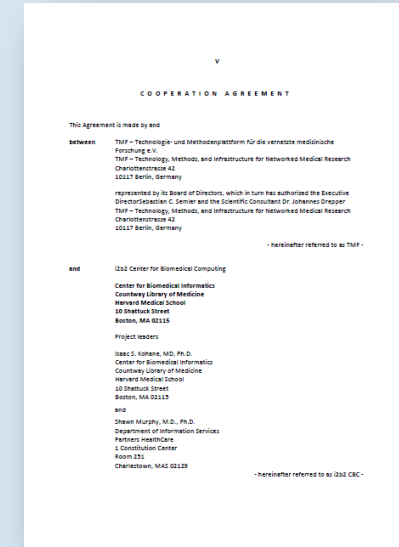 V
COOPERATION AGREEMENT
This Agreement is made by and
between TMF – Technologie- und Methodenplattform für die vernetzte medizinische
Forschung e.V.
TMF – Technology, Methods, and Infrastructure for Networked Medical Research
Charlottenstrasse 42
10117 Berlin, Germany
represented by its Board of Directors, which in turn has authorized the Executive
DirectorSebastian C. Semler and the Scientific Consultant Dr. Johannes Drepper
TMF – Technology, Methods, and Infrastructure for Networked Medical Research
Charlottenstrasse 42
10117 Berlin, Germany
- hereinafter referred to as TMF -
and i2b2 Center for Biomedical Computing
Center for Biomedical Informatics
Countway Library of Medicine
Harvard Medical School
10 Shattuck Street
Boston, MA 02115
Project leaders
Isaac S. Kohane, MD, Ph.D.
Center for Biomedical Informatics
Countway Library of Medicine
Harvard Medical School
10 Shattuck Street
Boston, MA 02115
and
Shawn Murphy, M.D., Ph.D.
Department of Information Services
Partners HealthCare
1 Constitution Center
Room 231
Charlestown, MAS 02129
- hereinafter referred to as i2b2 CBC -